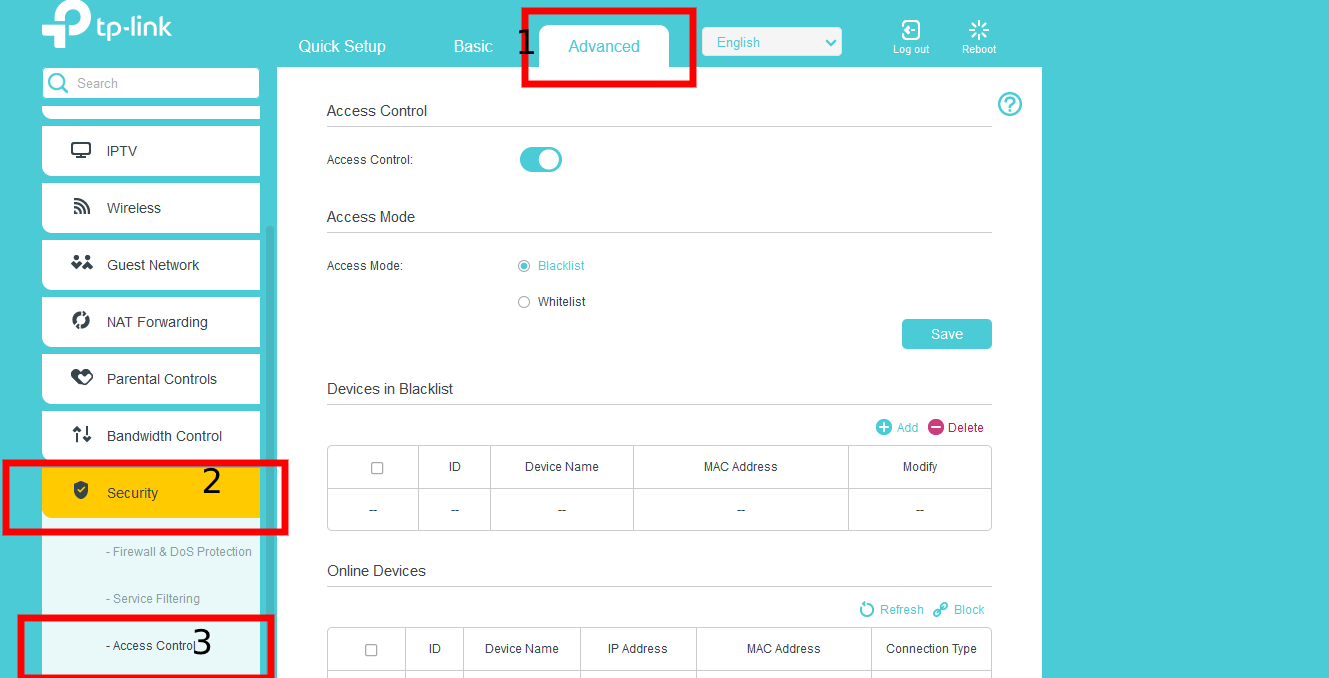 tp-link
Quick Setup Basic 1 Advanced English Log out Reboot
Search
IPTV
Wireless
Guest Network
NAT Forwarding
Parental Controls
Bandwidth Control
Security 2
- Firewall & DoS Protection
- Service Filtering
- Access Control 3
Access Control
Access Control:
Access Mode
Access Mode: Blacklist
Whitelist
Save
Devices in Blacklist
Add Delete
ID Device Name MAC Address Modify
-- -- -- -- --
Online Devices
Refresh Block
ID Device Name IP Address MAC Address Connection Type